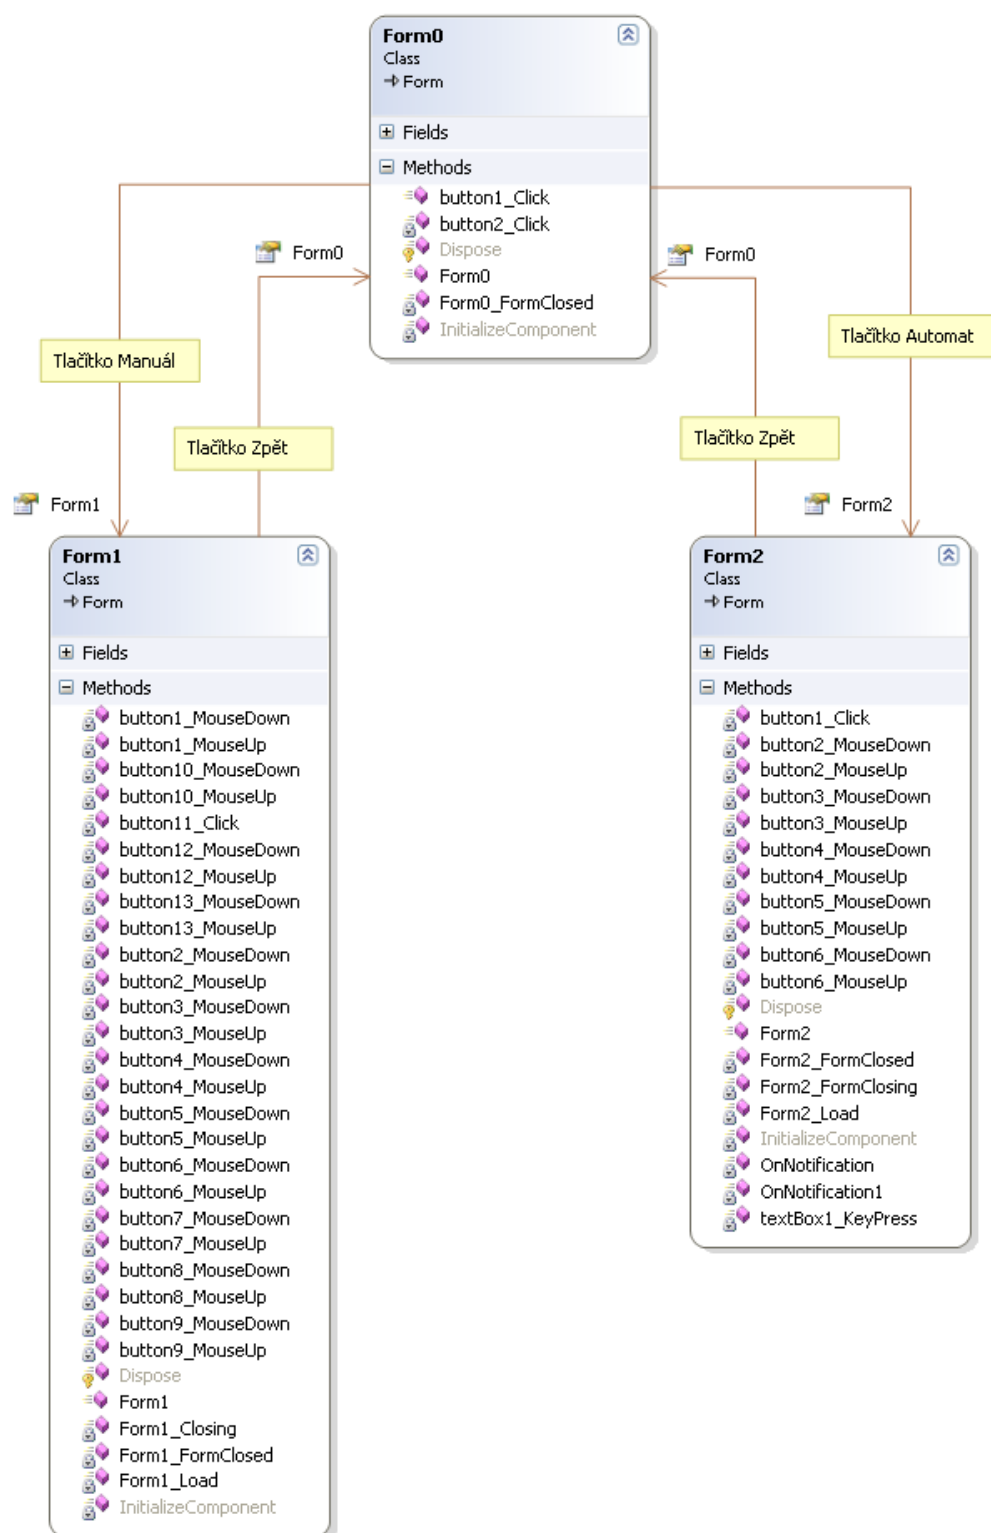 Form0
Class
Form
Fields
Methods
button1_Click
button2_Click
Dispose
Form0
Form0_FormClosed
InitializeComponent
Form0
Form0
Tlačítko Manuál
Tlačítko Automat
Tlačítko Zpět
Tlačítko Zpět
Form1
Form2
Form1
Class
Form
Fields
Methods
button1_MouseDown
button1_MouseUp
button10_MouseDown
button10_MouseUp
button11_Click
button12_MouseDown
button12_MouseUp
button13_MouseDown
button13_MouseUp
button2_MouseDown
button2_MouseUp
button3_MouseDown
button3_MouseUp
button4_MouseDown
button4_MouseUp
button5_MouseDown
button5_MouseUp
button6_MouseDown
button6_MouseUp
button7_MouseDown
button7_MouseUp
button8_MouseDown
button8_MouseUp
button9_MouseDown
button9_MouseUp
Dispose
Form1
Form1_Closing
Form1_FormClosed
Form1_Load
InitializeComponent
Form2
Class
Form
Fields
Methods
button1_Click
button2_MouseDown
button2_MouseUp
button3_MouseDown
button3_MouseUp
button4_MouseDown
button4_MouseUp
button5_MouseDown
button5_MouseUp
button6_MouseDown
button6_MouseUp
Dispose
Form2
Form2_FormClosed
Form2_FormClosing
Form2_Load
InitializeComponent
OnNotification
OnNotification1
textBox1_KeyPress